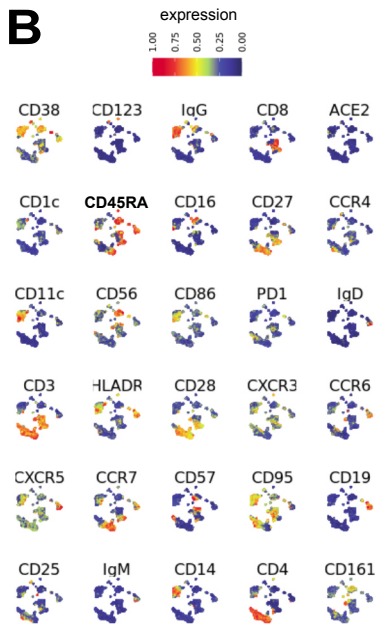 B
expression
1.00 0.75 0.50 0.25 0.00
CD38 CD123 IgG CD8 ACE2
CD1c CD45RA CD16 CD27 CCR4
CD11c CD56 CD86 PD1 IgD
CD3 HLADR CD28 CXCR3 CCR6
CXCR5 CCR7 CD57 CD95 CD19
CD25 IgM CD14 CD4 CD161